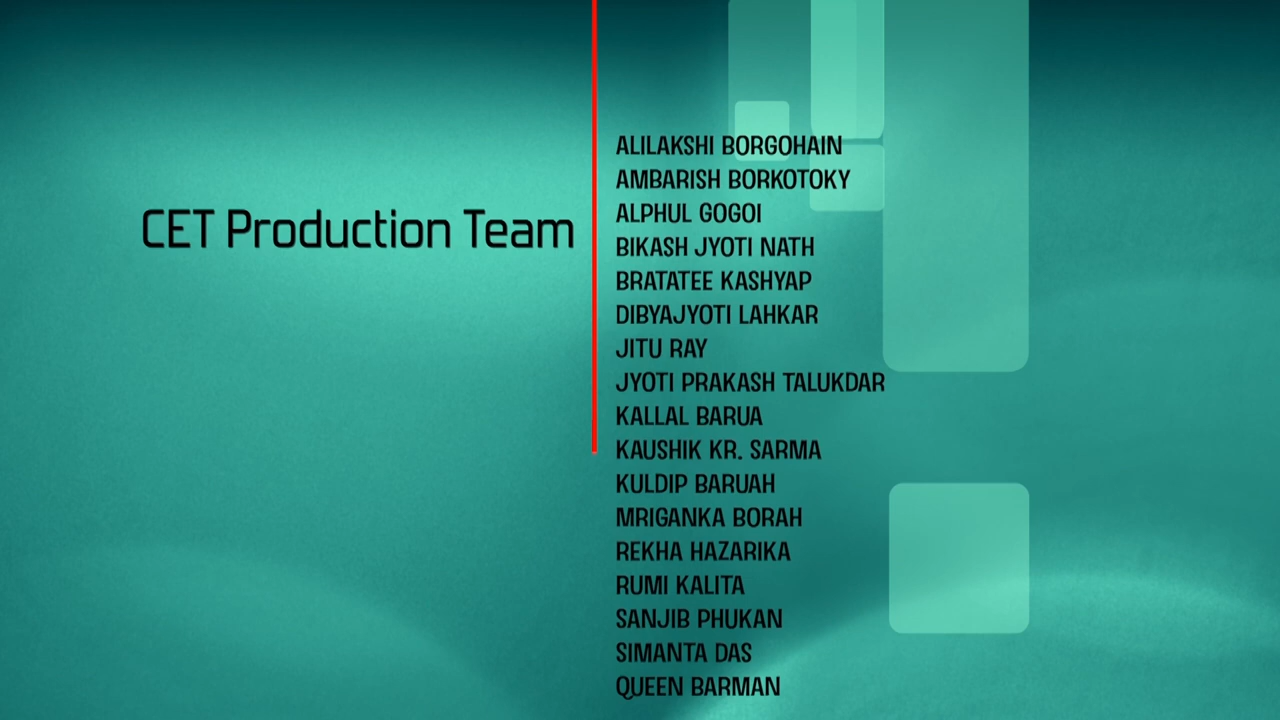 CET Production Team
ALILAKSHI BORGOHAIN
AMBARISH BORKOTOKY
ALPHUL GOGOI
BIKASH JYOTI NATH
BRATATEE KASHYAP
DIBYAJYOTI LAHKAR
JITU RAY
JYOTI PRAKASH TALUKDAR
KALLAL BARUA
KAUSHIK KR. SARMA
KULDIP BARUAH
MRIGANKA BORAH
REKHA HAZARIKA
RUMI KALITA
SANJIB PHUKAN
SIMANTA DAS
QUEEN BARMAN